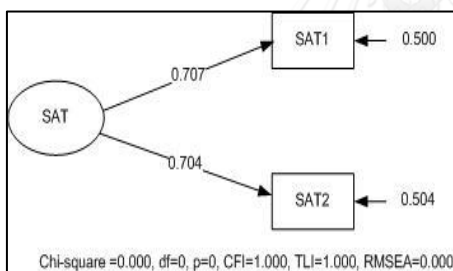 SAT1
0.500
0.707
SAT
0.704
SAT2
0.504
Chi-square =0.000, df=0, p=0, CFI=1.000, TLI=1.000, RMSEA=0.000